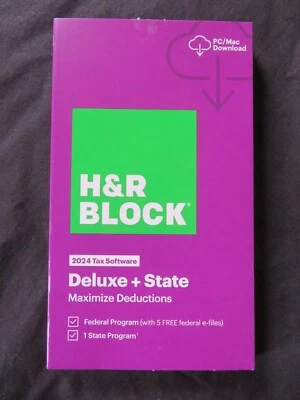 PC/Mac
Download
H&R
BLOCK®
2024 Tax Software
Deluxe + State
Maximize Deductions
Federal Program (with 5 FREE federal e-files)
1 State Program¹